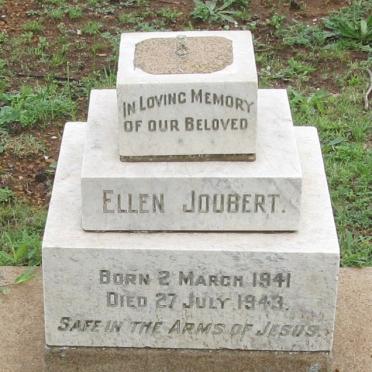 In Loving Memory
of our Beloved
Ellen Joubert.
Born 2 March 1941
Died 27 July 1943.
Safe in the Arms of Jesus.